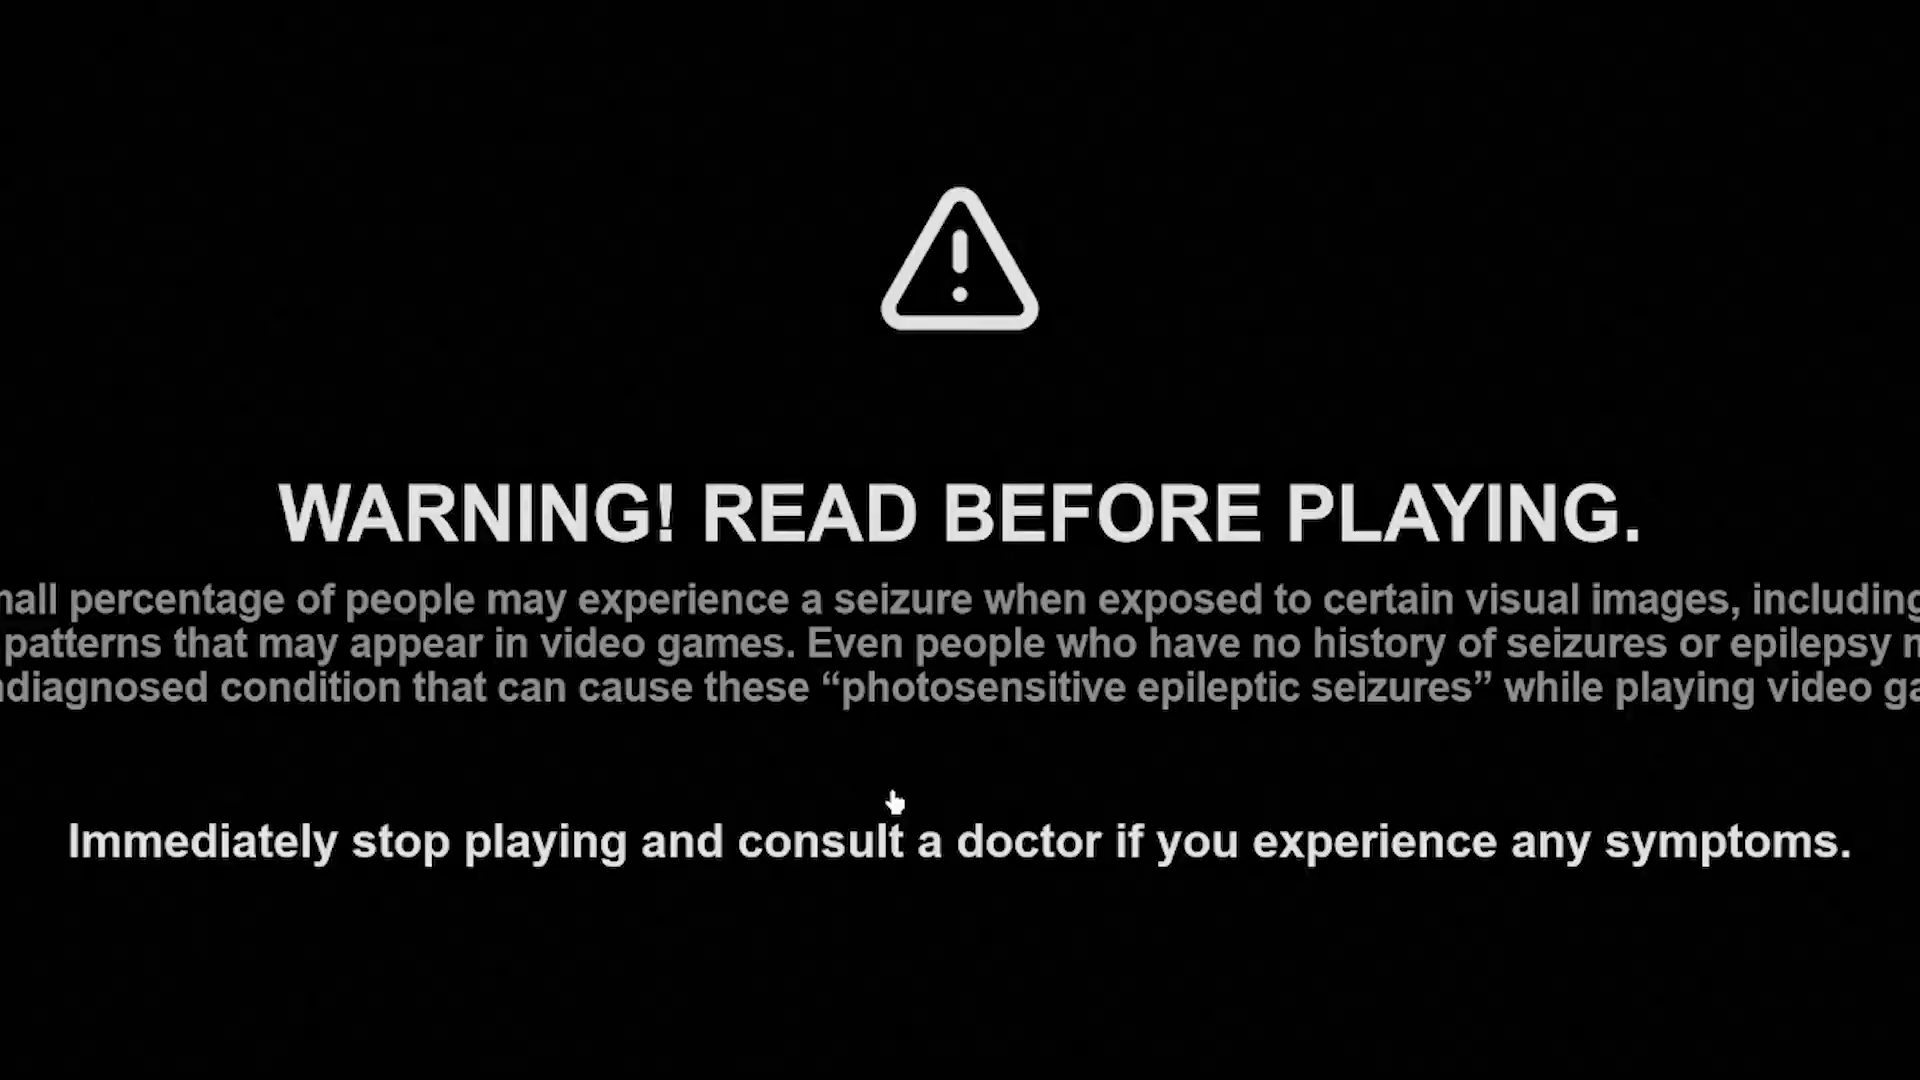 WARNING! READ BEFORE PLAYING.
percentage of people may experience a seizure when exposed to certain visual images, including
patterns that may appear in video games. Even people who have no history of seizures or epilepsy
condition that can cause these “photosensitive epileptic seizures” while playing video
Immediately stop playing and consult a doctor if you experience any symptoms.